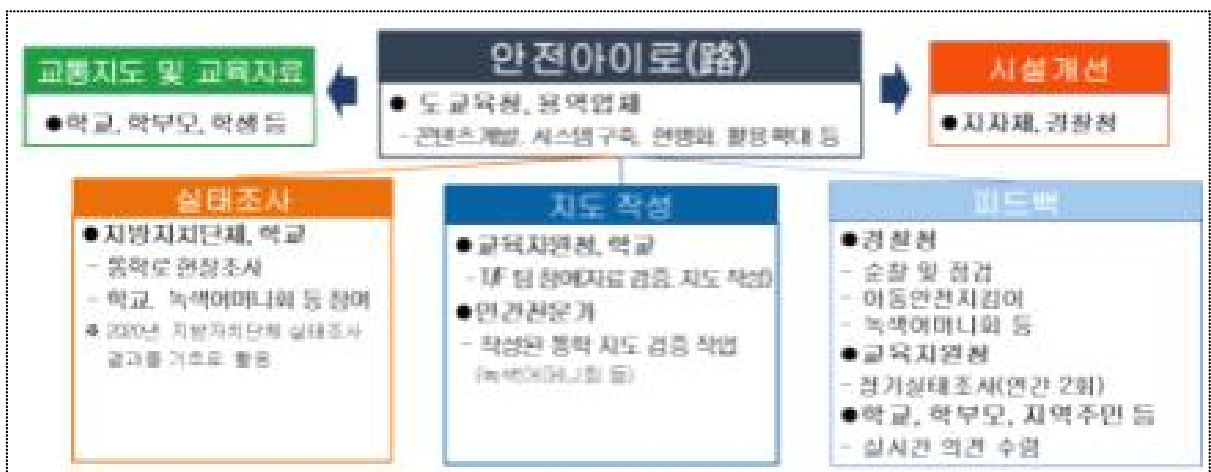 안전아이로(路)
● 도교육청, 용역업체
- 콘텐츠개발, 시스템구축, 현행화, 활용확대 등
교통지도 및 교육자료
●학교, 학부모, 학생 등
시설개선
●지자체, 경찰청
실태조사
●지방자치단체, 학교
- 통학로 현장조사
- 학교, 녹색어머니회 등 참여
※ 2020년 지방자치단체 실태조사
결과를 기초로 활용
지도 작성
●교육지원청, 학교
- T/F 팀 참여(자료 검증, 지도 작성)
●민간전문가
- 작성된 통학 지도 검증 작업
(녹색어머니회 등)
피드백
●경찰청
- 순찰 및 점검
- 아동안전지킴이
- 녹색어머니회 등
●교육지원청
- 정기실태조사(연간 2회)
●학교, 학부모, 지역주민 등
- 실시간 의견 수렴